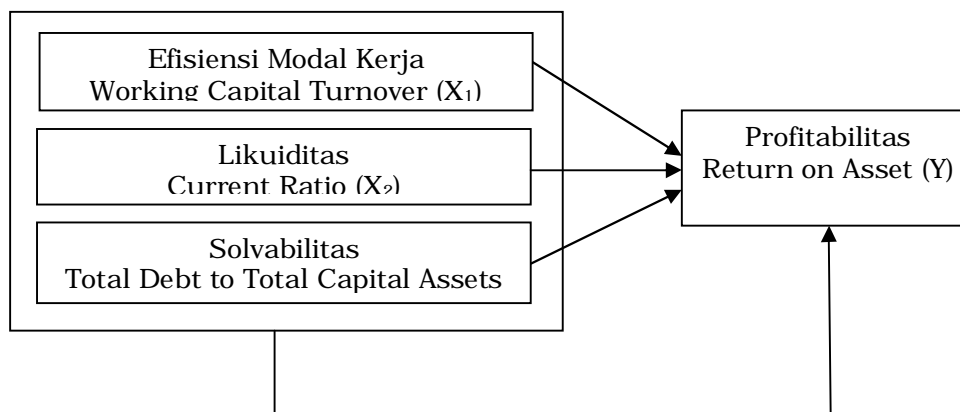 Efisiensi Modal Kerja
Working Capital Turnover (X₁)
Likuiditas
Current Ratio (X₂)
Solvabilitas
Total Debt to Total Capital Assets
Profitabilitas
Return on Asset (Y)